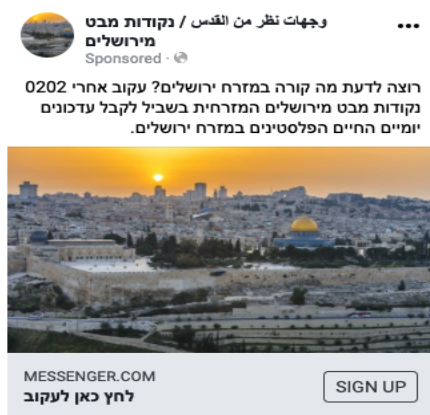 وجهات نظر من القدس / נקודות מבט
מירושלים
Sponsored ·
רוצה לדעת מה קורה במזרח ירושלים? עקוב אחרי 0202
נקודות מבט מירושלים המזרחית בשביל לקבל עדכונים
יומיים החיים הפלסטינים במזרח ירושלים.
MESSENGER.COM
לחץ כאן לעקוב
SIGN UP